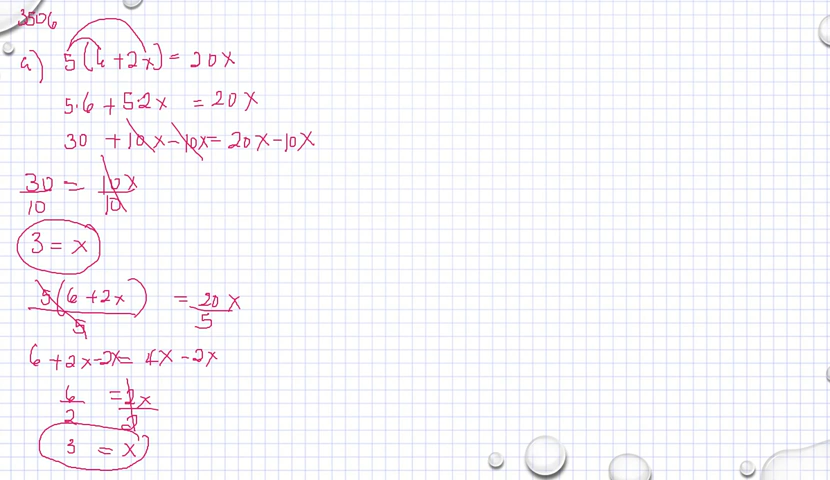 3506
a) 5(6+2x) = 20x
5·6 + 5·2x = 20x
30 + 10x - 10x = 20x - 10x
30/10 = 10x/10
3 = x
5(6+2x)/5 = 20x/5
6 + 2x - 2x = 4x - 2x
6/2 = 2x/2
3 = x